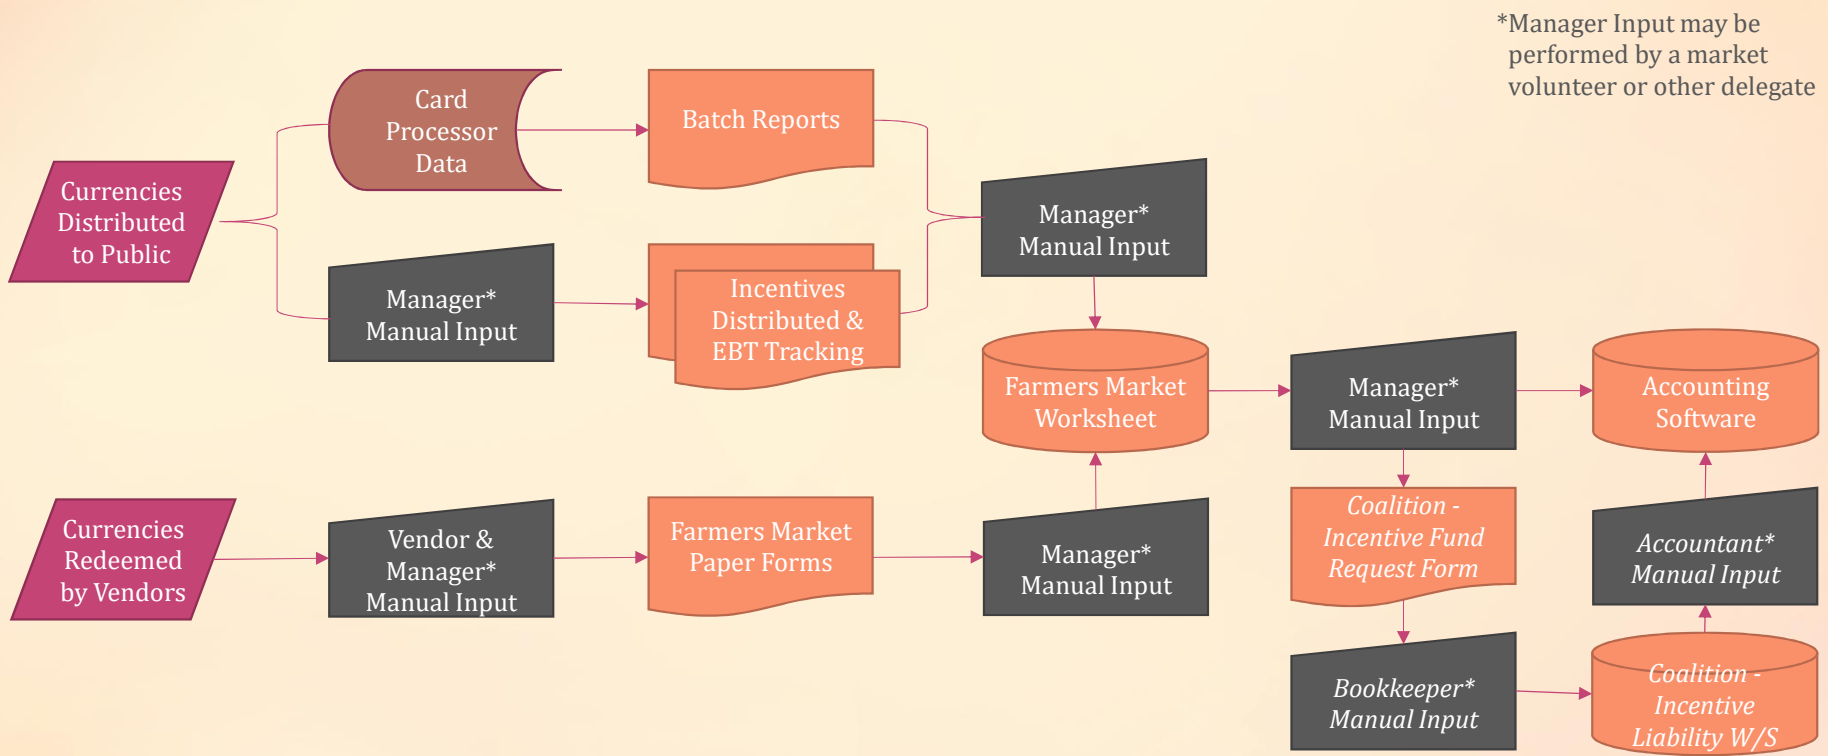 *Manager Input may be
performed by a market
volunteer or other delegate
Card
Processor
Data
Batch Reports
Currencies
Distributed
to Public
Manager*
Manual Input
Manager*
Manual Input
Incentives
Distributed &
EBT Tracking
Farmers Market
Worksheet
Manager*
Manual Input
Accounting
Software
Currencies
Redeemed
by Vendors
Vendor &
Manager*
Manual Input
Farmers Market
Paper Forms
Manager*
Manual Input
Coalition -
Incentive Fund
Request Form
Accountant*
Manual Input
Bookkeeper*
Manual Input
Coalition -
Incentive
Liability W/S